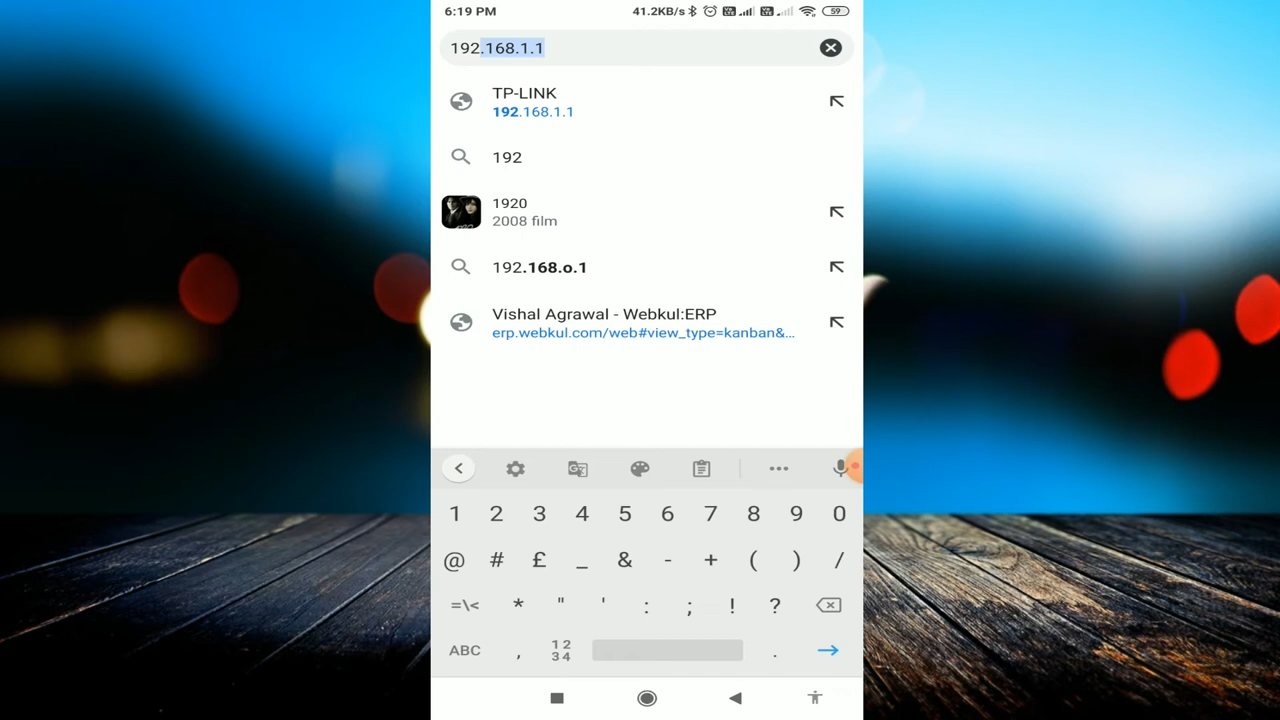 6:19 PM 41.2KB/s 59
192.168.1.1
TP-LINK
192.168.1.1
192
1920
2008 film
192.168.o.1
Vishal Agrawal - Webkul:ERP
erp.webkul.com/web#view_type=kanban&...
1 2 3 4 5 6 7 8 9 0
@ # £ _ & - + ( ) /
=\< * " ' : ; ! ?
ABC , 12 34 .